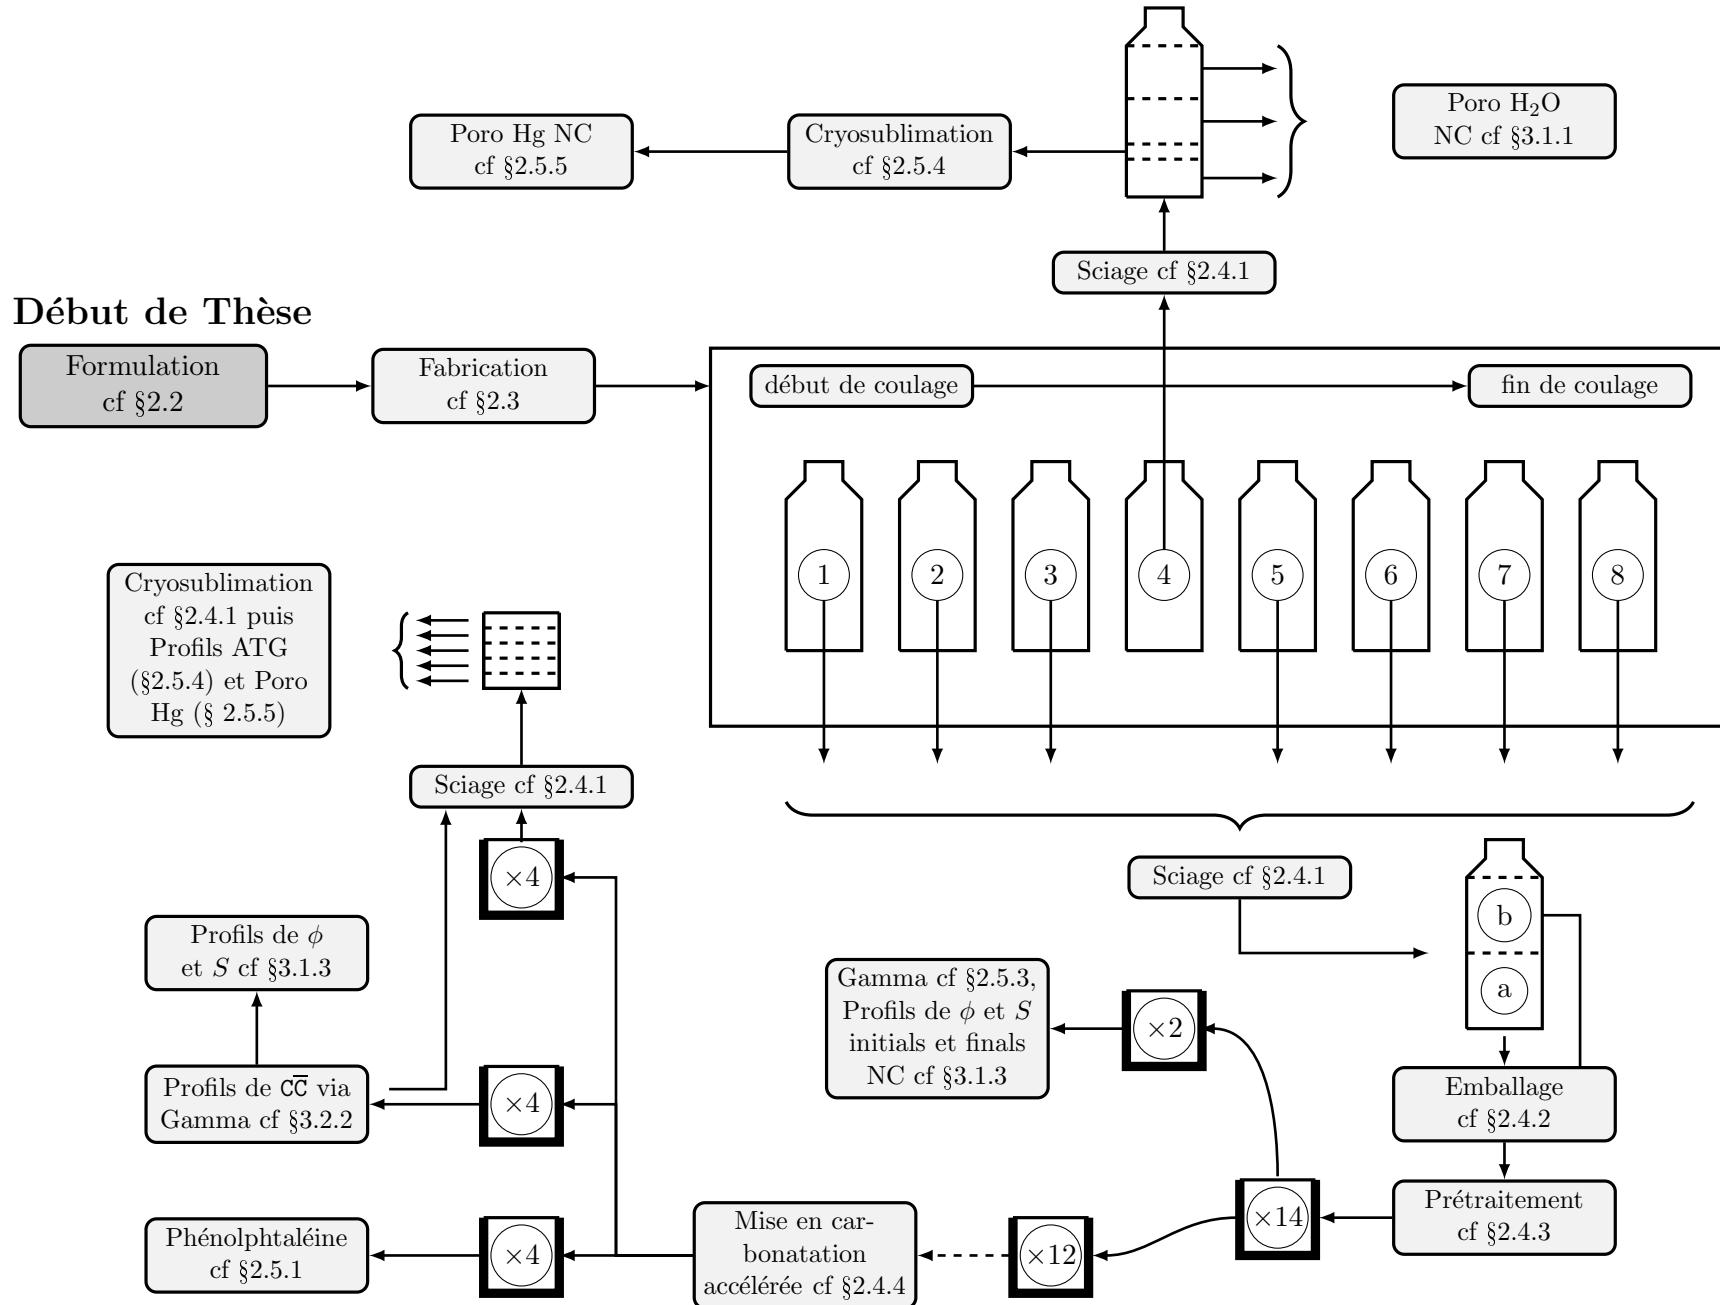 Poro Hg NC
cf §2.5.5
Cryosublimation
cf §2.5.4
Poro H₂O
NC cf §3.1.1
Sciage cf §2.4.1
Début de Thèse
Formulation
cf §2.2
Fabrication
cf §2.3
début de coulage
fin de coulage
1
2
3
4
5
6
7
8
Cryosublimation
cf §2.4.1 puis
Profils ATG
(§2.5.4) et Poro
Hg (§ 2.5.5)
Sciage cf §2.4.1
×4
Sciage cf §2.4.1
b
a
Profils de ϕ
et S cf §3.1.3
Gamma cf §2.5.3,
Profils de ϕ et S
initials et finals
NC cf §3.1.3
×2
Profils de CC̅ via
Gamma cf §3.2.2
×4
Emballage
cf §2.4.2
Prétraitement
cf §2.4.3
×14
×12
Mise en car-
bonatation
accélérée cf §2.4.4
×4
Phénolphtaléine
cf §2.5.1